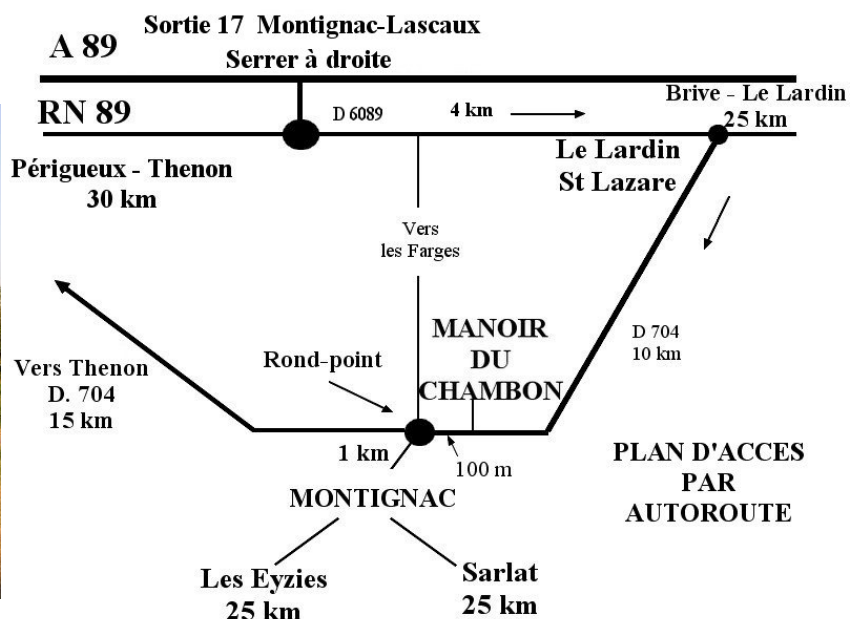 Sortie 17 Montignac-Lascaux
A 89
Serrer à droite
RN 89
D 6089
4 km
Brive - Le Lardin
25 km
Périgueux - Thenon
30 km
Le Lardin
St Lazare
Vers
les Farges
MANOIR
DU
CHAMBON
D 704
10 km
Rond-point
Vers Thenon
D. 704
15 km
1 km
100 m
PLAN D'ACCES
PAR
AUTOROUTE
MONTIGNAC
Les Eyzies
25 km
Sarlat
25 km